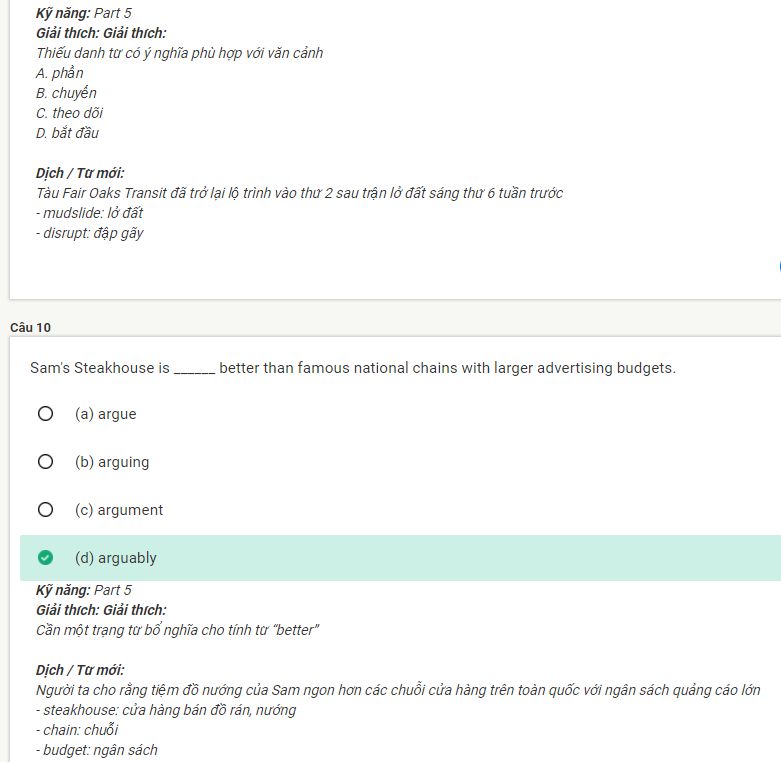 Kỹ năng: Part 5
Giải thích: Giải thích:
Thiếu danh từ có ý nghĩa phù hợp với văn cảnh
A. phần
B. chuyến
C. theo dõi
D. bắt đầu
Dịch / Từ mới:
Tàu Fair Oaks Transit đã trở lại lộ trình vào thứ 2 sau trận lở đất sáng thứ 6 tuần trước
- mudslide: lở đất
- disrupt: đập gãy
Câu 10
Sam's Steakhouse is ______ better than famous national chains with larger advertising budgets.
(a) argue
(b) arguing
(c) argument
(d) arguably
Kỹ năng: Part 5
Giải thích: Giải thích:
Cần một trạng từ bổ nghĩa cho tính từ “better”
Dịch / Từ mới:
Người ta cho rằng tiệm đồ nướng của Sam ngon hơn các chuỗi cửa hàng trên toàn quốc với ngân sách quảng cáo lớn
- steakhouse: cửa hàng bán đồ rán, nướng
- chain: chuỗi
- budget: ngân sách